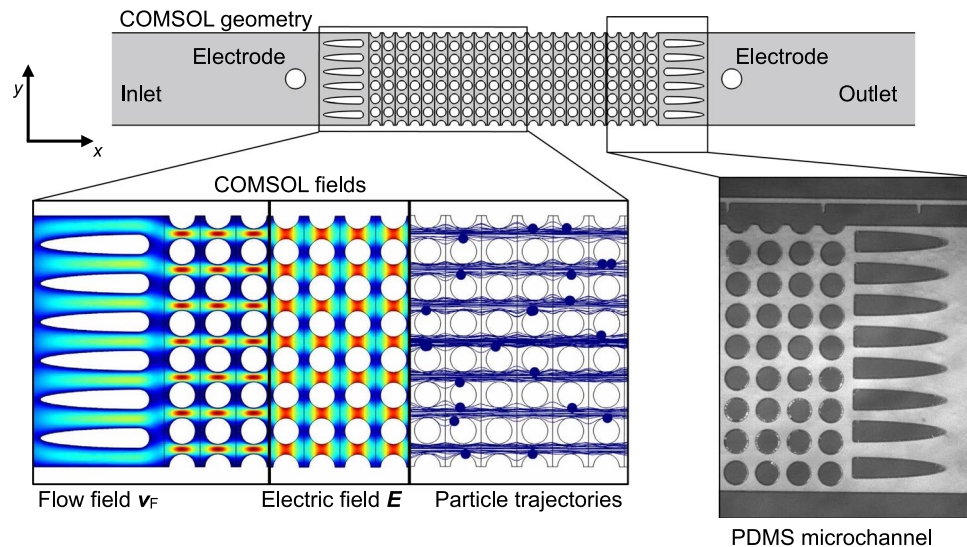 COMSOL geometry
Electrode
Electrode
y
Inlet
Outlet
x
COMSOL fields
Flow field vF
Electric field E
Particle trajectories
PDMS microchannel